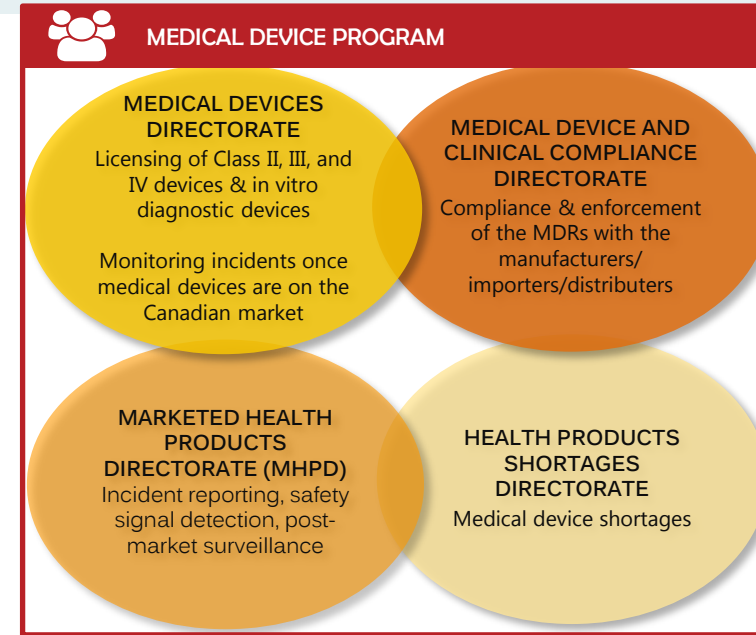 MEDICAL DEVICE PROGRAM
MEDICAL DEVICES
DIRECTORATE
Licensing of Class II, III, and
IV devices & in vitro
diagnostic devices
Monitoring incidents once
medical devices are on the
Canadian market
MEDICAL DEVICE AND
CLINICAL COMPLIANCE
DIRECTORATE
Compliance & enforcement
of the MDRs with the
manufacturers/
importers/distributers
MARKETED HEALTH
PRODUCTS
DIRECTORATE (MHPD)
Incident reporting, safety
signal detection, post-
market surveillance
HEALTH PRODUCTS
SHORTAGES
DIRECTORATE
Medical device shortages